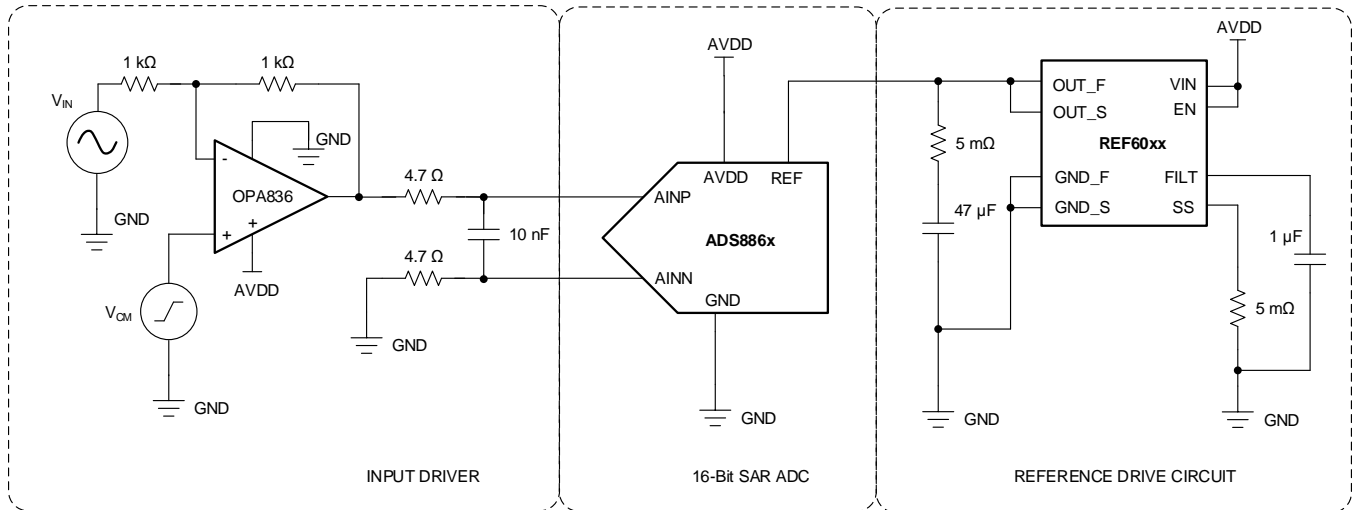 1 kΩ
1 kΩ
VIN
GND
-
OPA836
+
+
GND
AVDD
VCM
GND
4.7 Ω
10 nF
4.7 Ω
GND
INPUT DRIVER
AVDD
AVDD
REF
AINP
ADS886x
AINN
GND
GND
16-Bit SAR ADC
AVDD
OUT_F
VIN
OUT_S
EN
REF60xx
5 mΩ
GND_F
FILT
GND_S
SS
47 µF
1 µF
5 mΩ
GND
GND
REFERENCE DRIVE CIRCUIT